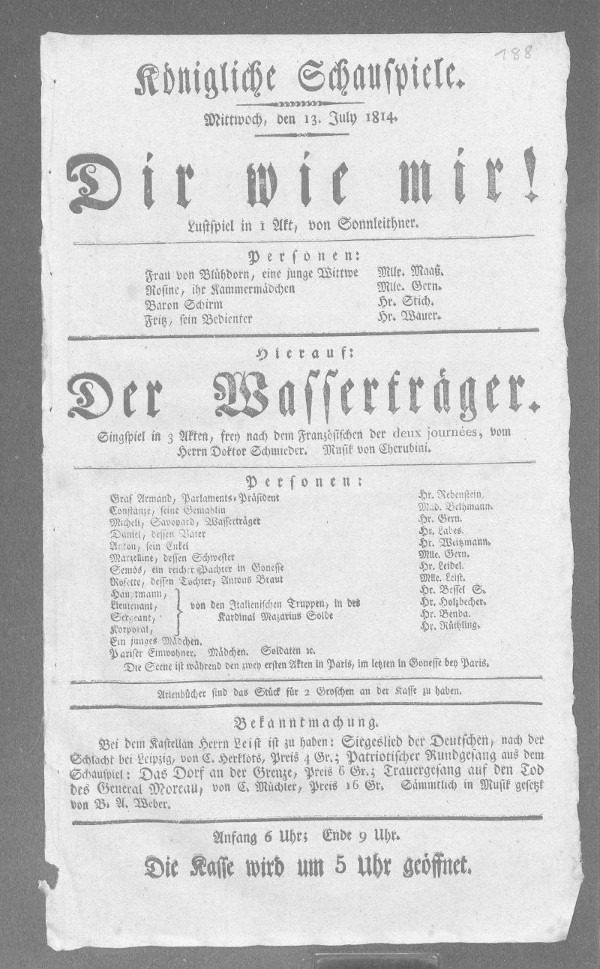 188
Königliche Schauspiele.
Mittwoch, den 13. July 1814.
Dir wie mir!
Lustspiel in 1 Akt, von Sonnleithner.
Personen:
Frau von Blühdorn, eine junge Wittwe Mlle. Maaß.
Rosine, ihr Kammermädchen Mlle. Gern.
Baron Schirm Hr. Stich.
Fritz, sein Bedienter Hr. Wauer.
Hierauf:
Der Wasserträger.
Singspiel in 3 Akten, frey nach dem Französischen der deux journées, vom
Herrn Doktor Schmieder. Musik von Cherubini.
Personen:
Graf Armand, Parlaments-Präsident Hr. Rebenstein.
Constanze, seine Gemahlin Mad. Bethmann.
Micheli, Savoyard, Wasserträger Hr. Gern.
Daniel, dessen Vater Hr. Labes.
Anton, sein Enkel Hr. Weitzmann.
Marzelline, dessen Schwester Mlle. Gern.
Semos, ein reicher Pachter in Gonesse Hr. Leidel.
Rosette, dessen Tochter, Antons Braut Mlle. Leist.
Hauptmann, Hr. Bessel S.
Lieutenant, von den Italienischen Truppen, in des Hr. Holzbecher.
Sergeant, Kardinal Mazarius Solde Hr. Benda.
Korporal, Hr. Rüthling.
Ein junges Mädchen.
Pariser Einwohner. Mädchen. Soldaten ꝛc.
Die Scene ist während den zwey ersten Akten in Paris, im letzten in Gonesse bey Paris.
Arienbücher sind das Stück für 2 Groschen an der Kasse zu haben.
Bekanntmachung.
Bei dem Kastellan Herrn Leist ist zu haben: Siegeslied der Deutschen, nach der
Schlacht bei Leipzig, von C. Herklots, Preis 4 Gr.; Patriotischer Rundgesang aus dem
Schauspiel: Das Dorf an der Grenze, Preis 6 Gr.; Trauergesang auf den Tod
des General Moreau, von C. Müchler, Preis 16 Gr. Sämmtlich in Musik gesetzt
von B. A. Weber.
Anfang 6 Uhr; Ende 9 Uhr.
Die Kasse wird um 5 Uhr geöffnet.